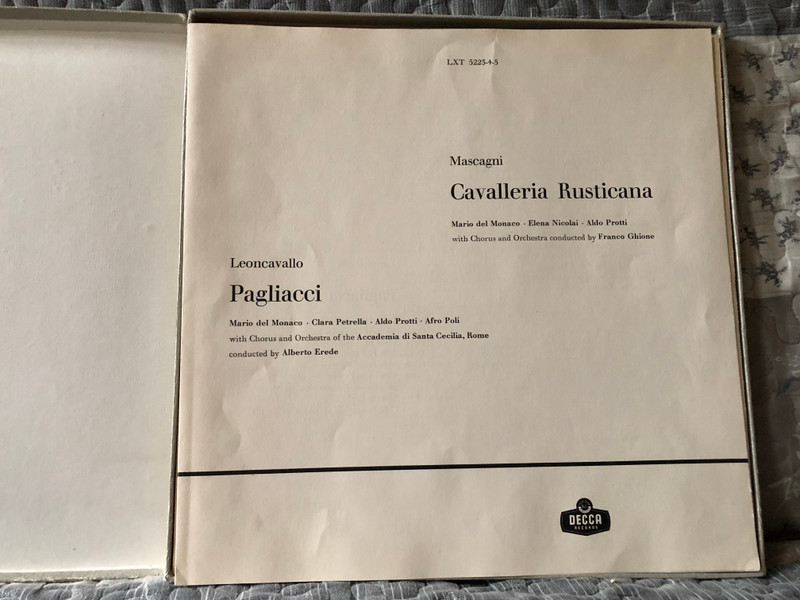 LXT 5223-4-5
Mascagni
Cavalleria Rusticana
Mario del Monaco · Elena Nicolai · Aldo Protti
with Chorus and Orchestra conducted by Franco Ghione
Leoncavallo
Pagliacci
Mario del Monaco · Clara Petrella · Aldo Protti · Afro Poli
with Chorus and Orchestra of the Accademia di Santa Cecilia, Rome
conducted by Alberto Erede
DECCA
RECORDS